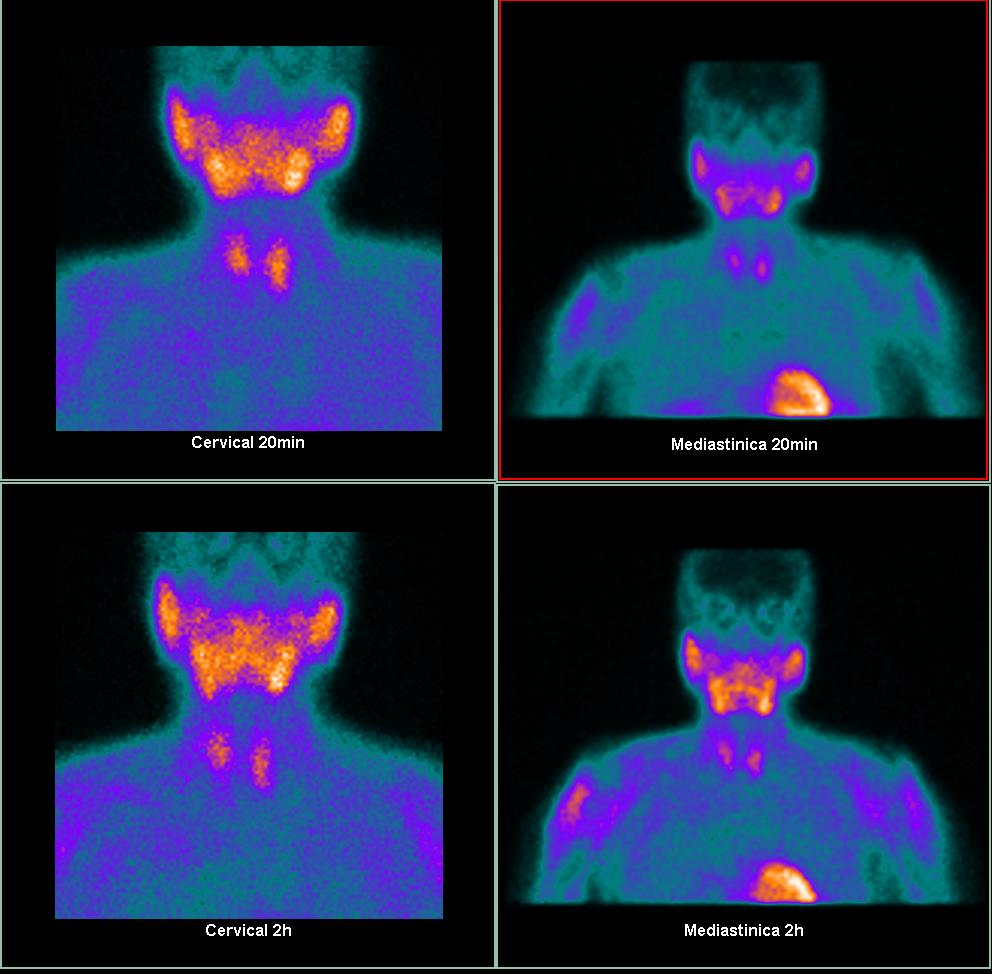 Cervical 20min
Mediastinica 20min
Cervical 2h
Mediastinica 2h